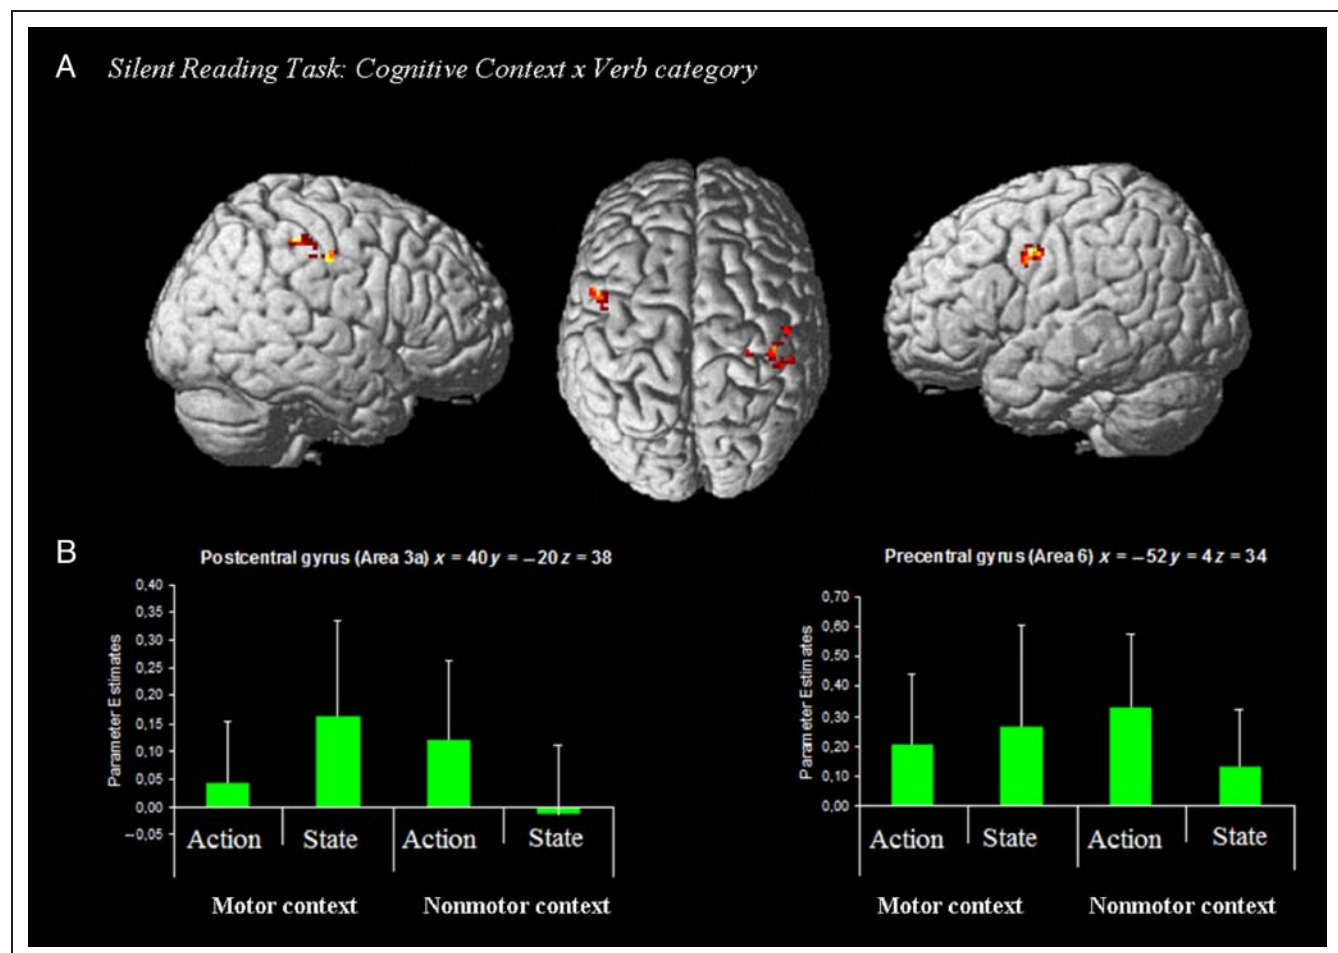 A Silent Reading Task: Cognitive Context x Verb category
B
Postcentral gyrus (Area 3a) x = 40 y = −20 z = 38
Parameter Estimates
0,40
0,35
0,30
0,25
0,20
0,15
0,10
0,05
0,00
−0,05
Action State Action State
Motor context Nonmotor context
Precentral gyrus (Area 6) x = −52 y = 4 z = 34
Parameter Estimates
0,70
0,60
0,50
0,40
0,30
0,20
0,10
0,00
Action State Action State
Motor context Nonmotor context